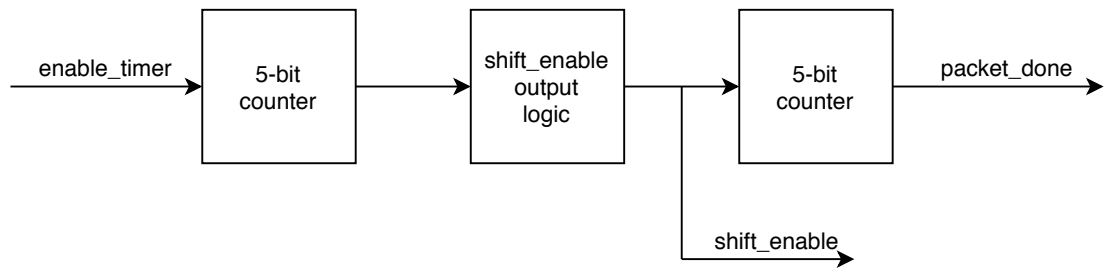 enable_timer
5-bit
counter
shift_enable
output
logic
5-bit
counter
packet_done
shift_enable